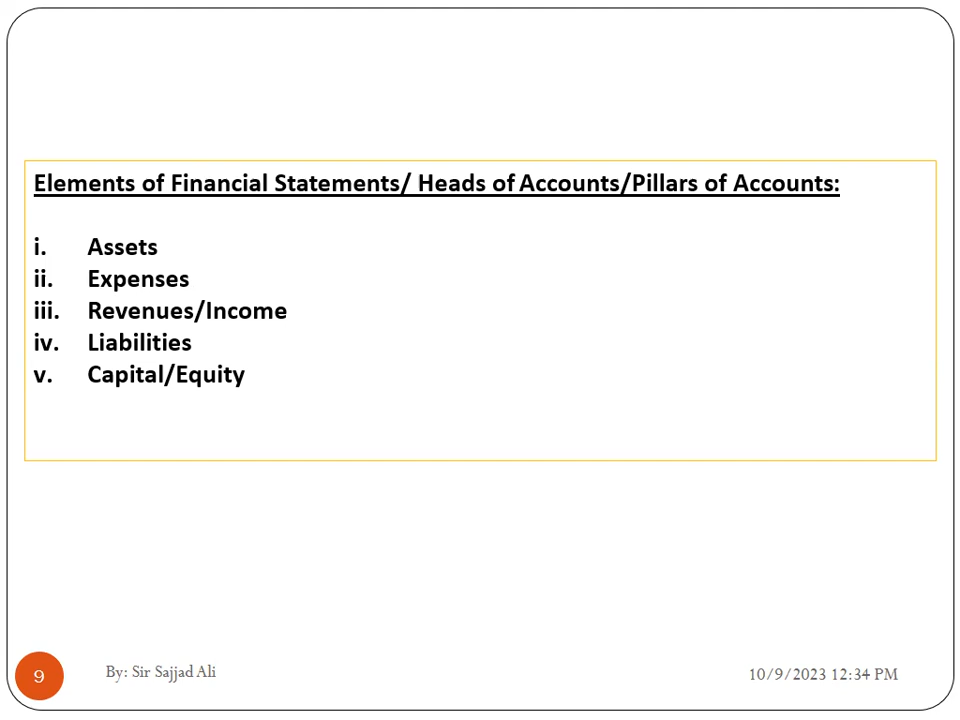 Elements of Financial Statements/ Heads of Accounts/Pillars of Accounts:
i. Assets
ii. Expenses
iii. Revenues/Income
iv. Liabilities
v. Capital/Equity
9
By: Sir Sajjad Ali
10/9/2023 12:34 PM